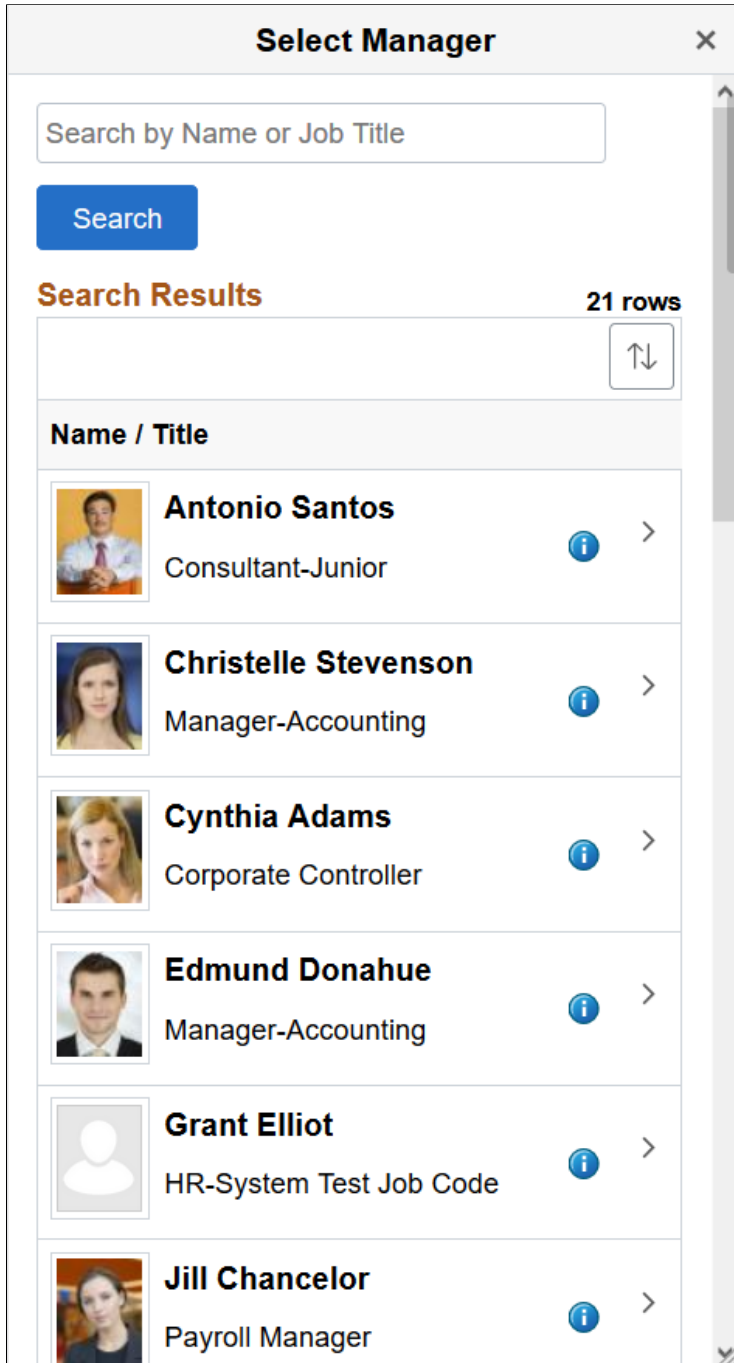 Select Manager
Search by Name or Job Title
Search
Search Results
21 rows
Name / Title
Antonio Santos
Consultant-Junior
Christelle Stevenson
Manager-Accounting
Cynthia Adams
Corporate Controller
Edmund Donahue
Manager-Accounting
Grant Elliot
HR-System Test Job Code
Jill Chancelor
Payroll Manager